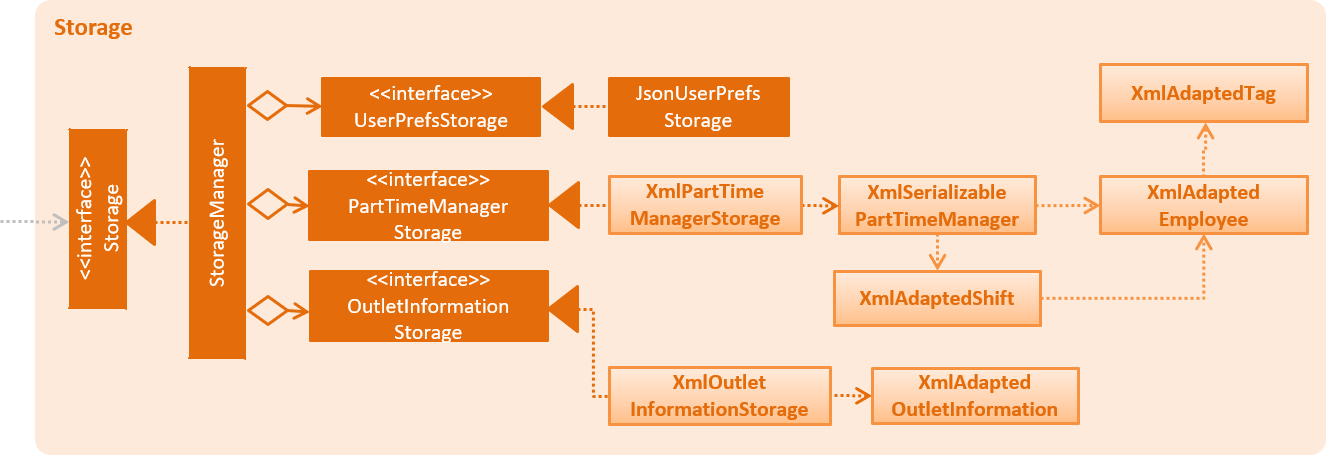 Storage
<<interface>>
Storage
StorageManager
<<interface>>
UserPrefsStorage
JsonUserPrefs
Storage
<<interface>>
PartTimeManager
Storage
XmlPartTime
ManagerStorage
XmlSerializable
PartTimeManager
XmlAdapted
Employee
XmlAdaptedTag
XmlAdaptedShift
<<interface>>
OutletInformation
Storage
XmlOutlet
InformationStorage
XmlAdapted
OutletInformation